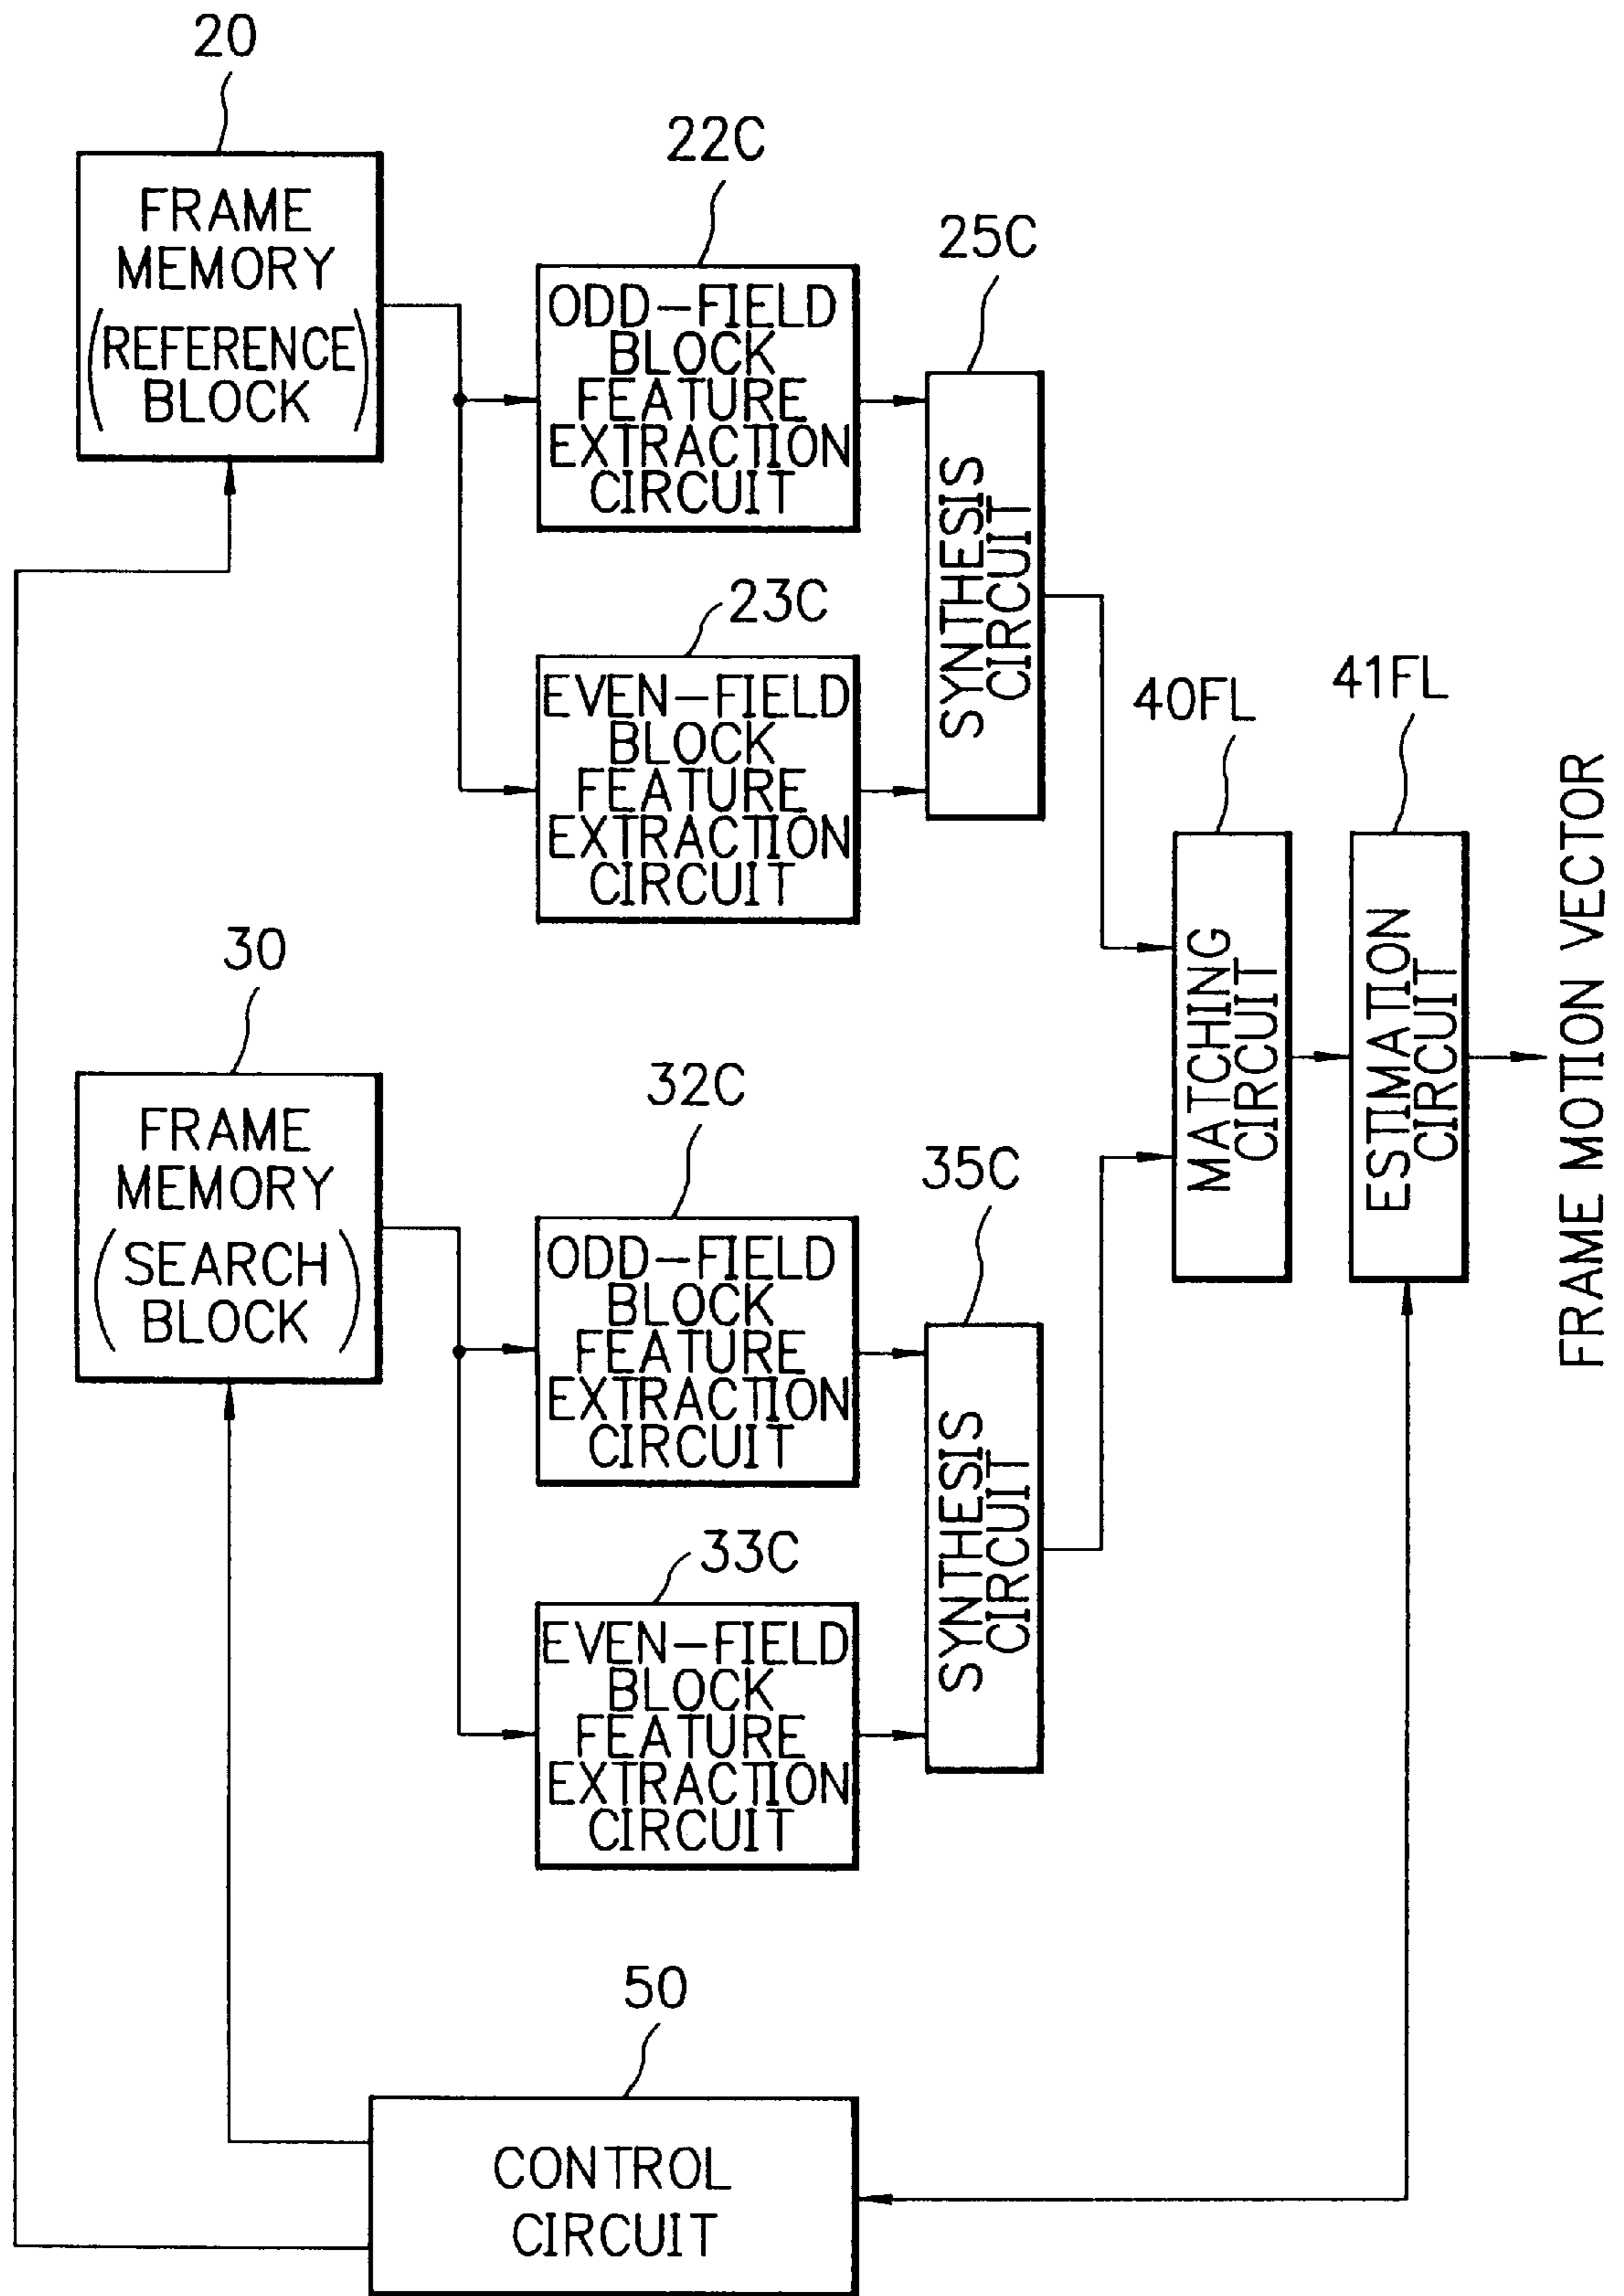 20
FRAME
MEMORY
(REFERENCE
BLOCK)
22C
ODD-FIELD
BLOCK
FEATURE
EXTRACTION
CIRCUIT
23C
EVEN-FIELD
BLOCK
FEATURE
EXTRACTION
CIRCUIT
25C
SYNTHESIS
CIRCUIT
30
FRAME
MEMORY
(SEARCH
BLOCK)
32C
ODD-FIELD
BLOCK
FEATURE
EXTRACTION
CIRCUIT
33C
EVEN-FIELD
BLOCK
FEATURE
EXTRACTION
CIRCUIT
35C
SYNTHESIS
CIRCUIT
40FL
MATCHING
CIRCUIT
41FL
ESTIMATION
CIRCUIT
FRAME MOTION VECTOR
50
CONTROL
CIRCUIT